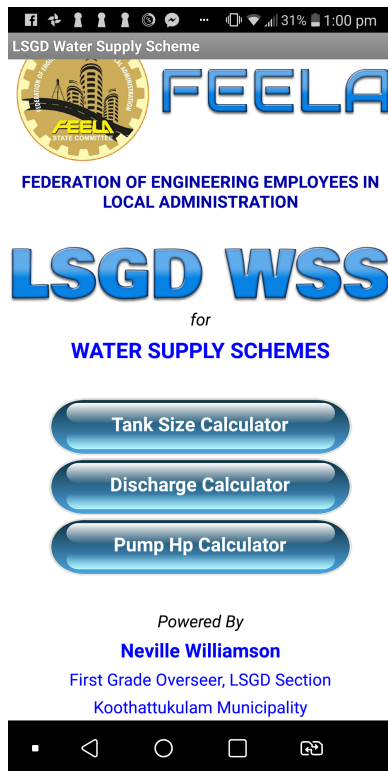 31% 1:00 pm
LSGD Water Supply Scheme
FEELA
STATE COMMITTEE
FEELA
FEDERATION OF ENGINEERING EMPLOYEES IN
LOCAL ADMINISTRATION
LSGD WSS
for
WATER SUPPLY SCHEMES
Tank Size Calculator
Discharge Calculator
Pump Hp Calculator
Powered By
Neville Williamson
First Grade Overseer, LSGD Section
Koothattukulam Municipality